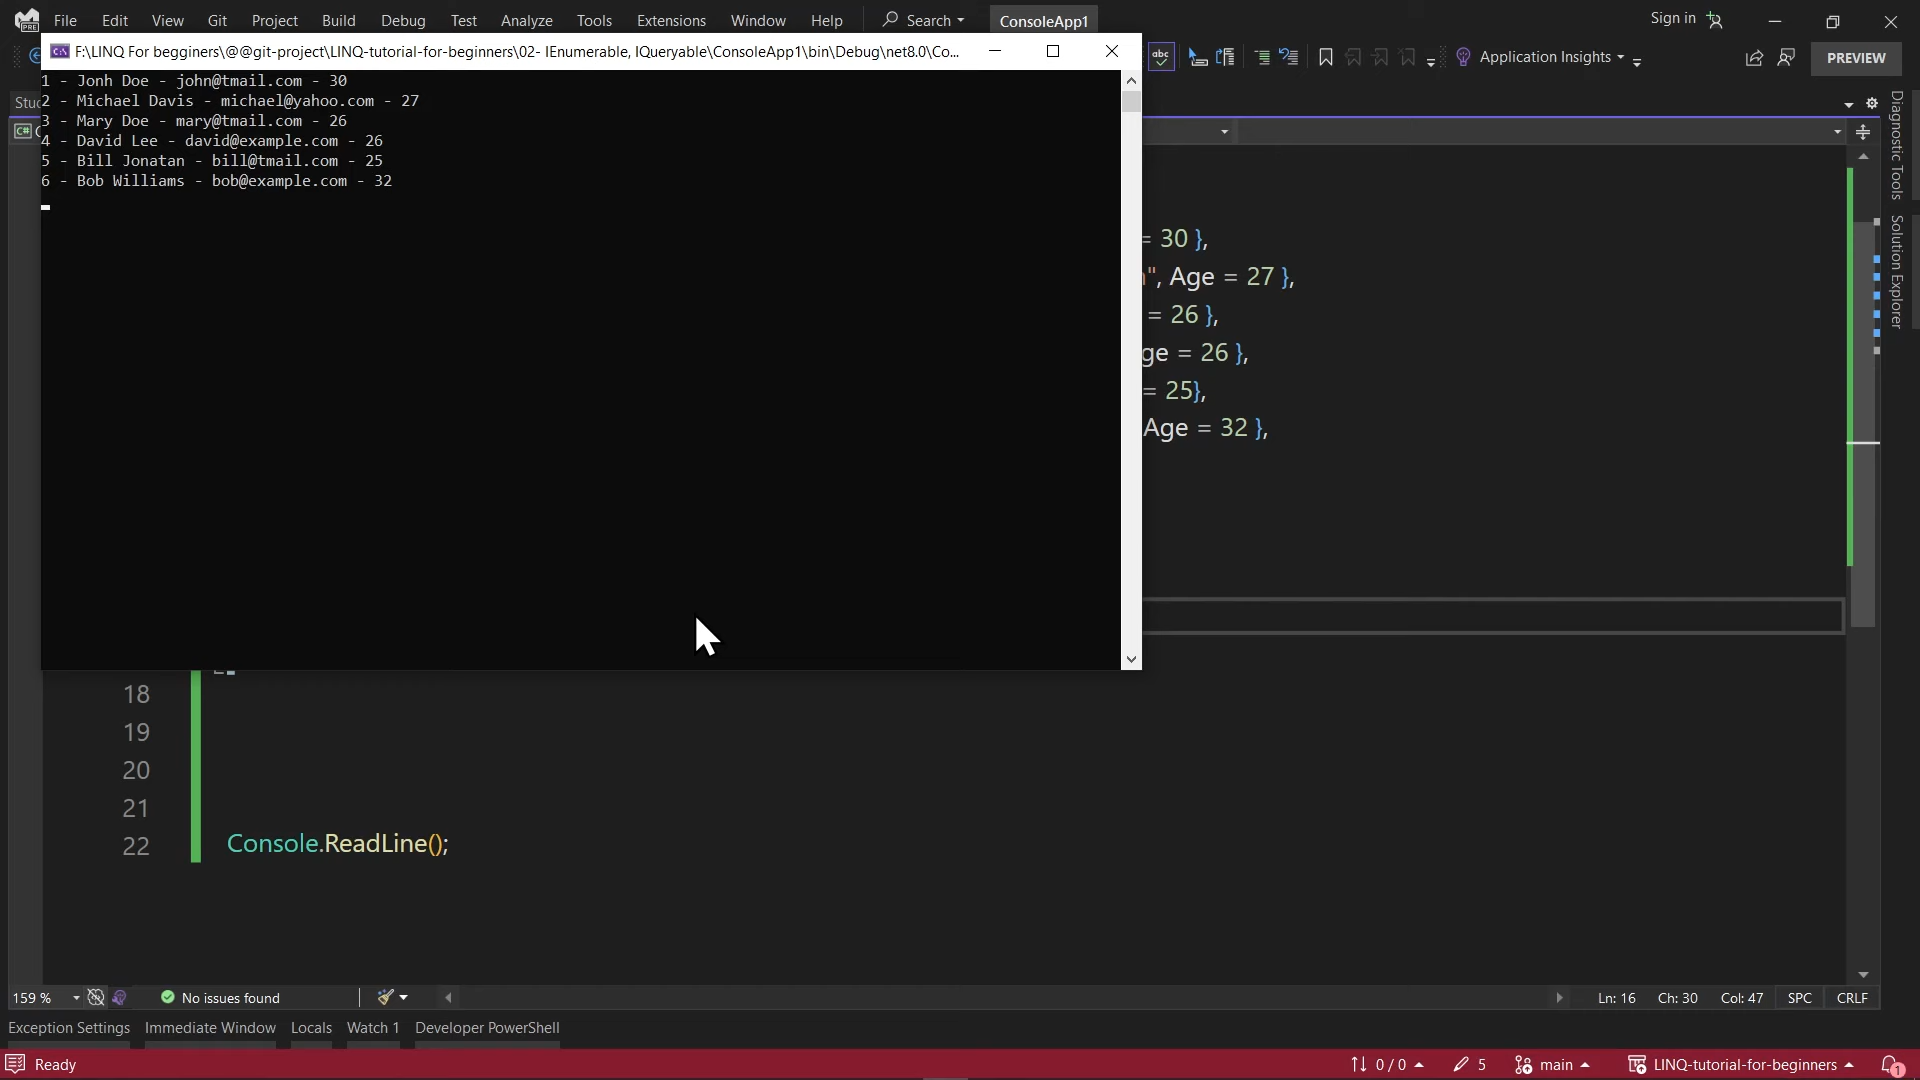 File Edit View Git Project Build Debug Test Analyze Tools Extensions Window Help Search ConsoleApp1 Sign in
PRE
F:\LINQ For begginers\@@git-project\LINQ-tutorial-for-beginners\02- IEnumerable, IQueryable\ConsoleApp1\bin\Debug\net8.0\Co...
abc Application Insights PREVIEW
1 - Jonh Doe - john@tmail.com - 30
2 - Michael Davis - michael@yahoo.com - 27
3 - Mary Doe - mary@tmail.com - 26
4 - David Lee - david@example.com - 26
5 - Bill Jonatan - bill@tmail.com - 25
6 - Bob Williams - bob@example.com - 32
Diagnostic Tools
Solution Explorer
= 30 },
", Age = 27 },
= 26 },
ge = 26 },
= 25},
Age = 32 },
18
19
20
21
22 Console.ReadLine();
159 % No issues found Ln: 16 Ch: 30 Col: 47 SPC CRLF
Exception Settings Immediate Window Locals Watch 1 Developer PowerShell
Ready 0 / 0 5 main LINQ-tutorial-for-beginners 1